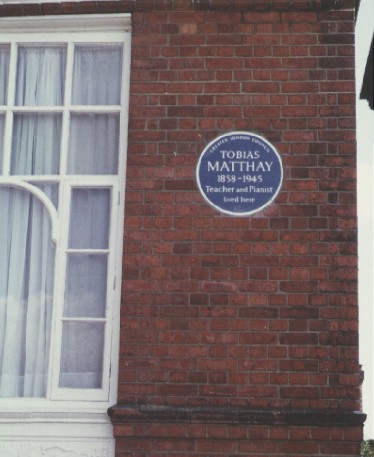 GREATER LONDON COUNCIL
TOBIAS
MATTHAY
1858-1945
Teacher and Pianist
lived here